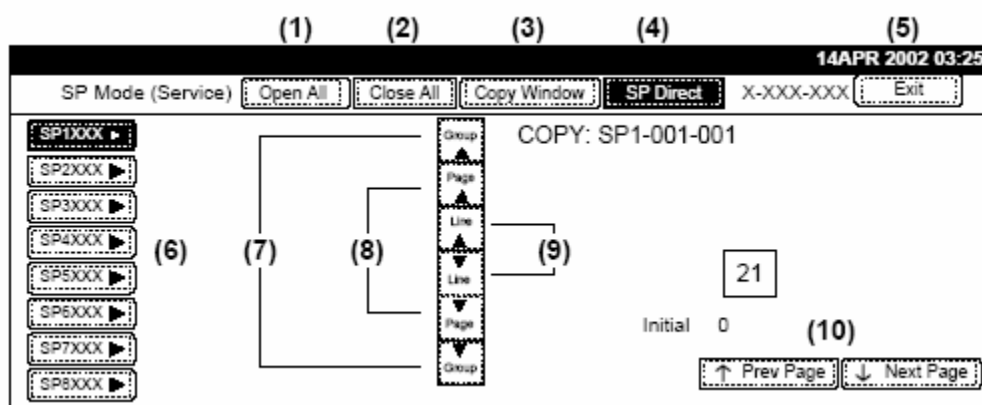 (1) (2) (3) (4) (5)
14APR 2002 03:25
SP Mode (Service) Open All Close All Copy Window SP Direct X-XXX-XXX Exit
SP1XXX
SP2XXX
SP3XXX
SP4XXX
SP5XXX
SP6XXX
SP7XXX
SP8XXX
(6)
(7)
(8)
Group
Page
Line
Line
Page
Group
(9)
COPY: SP1-001-001
21
Initial 0
(10)
↑ Prev Page ↓ Next Page